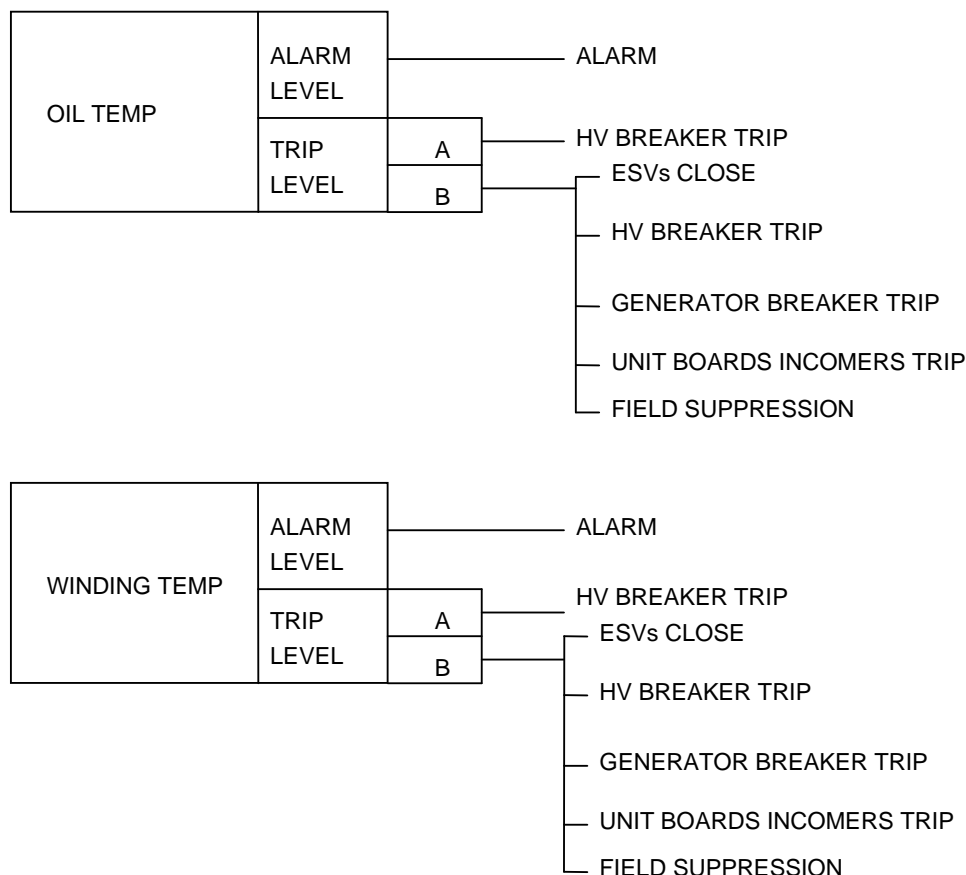 ALARM
LEVEL
ALARM
OIL TEMP
TRIP
LEVEL
A
B
HV BREAKER TRIP
ESVs CLOSE
HV BREAKER TRIP
GENERATOR BREAKER TRIP
UNIT BOARDS INCOMERS TRIP
FIELD SUPPRESSION
ALARM
LEVEL
ALARM
WINDING TEMP
TRIP
LEVEL
A
B
HV BREAKER TRIP
ESVs CLOSE
HV BREAKER TRIP
GENERATOR BREAKER TRIP
UNIT BOARDS INCOMERS TRIP
FIELD SUPPRESSION